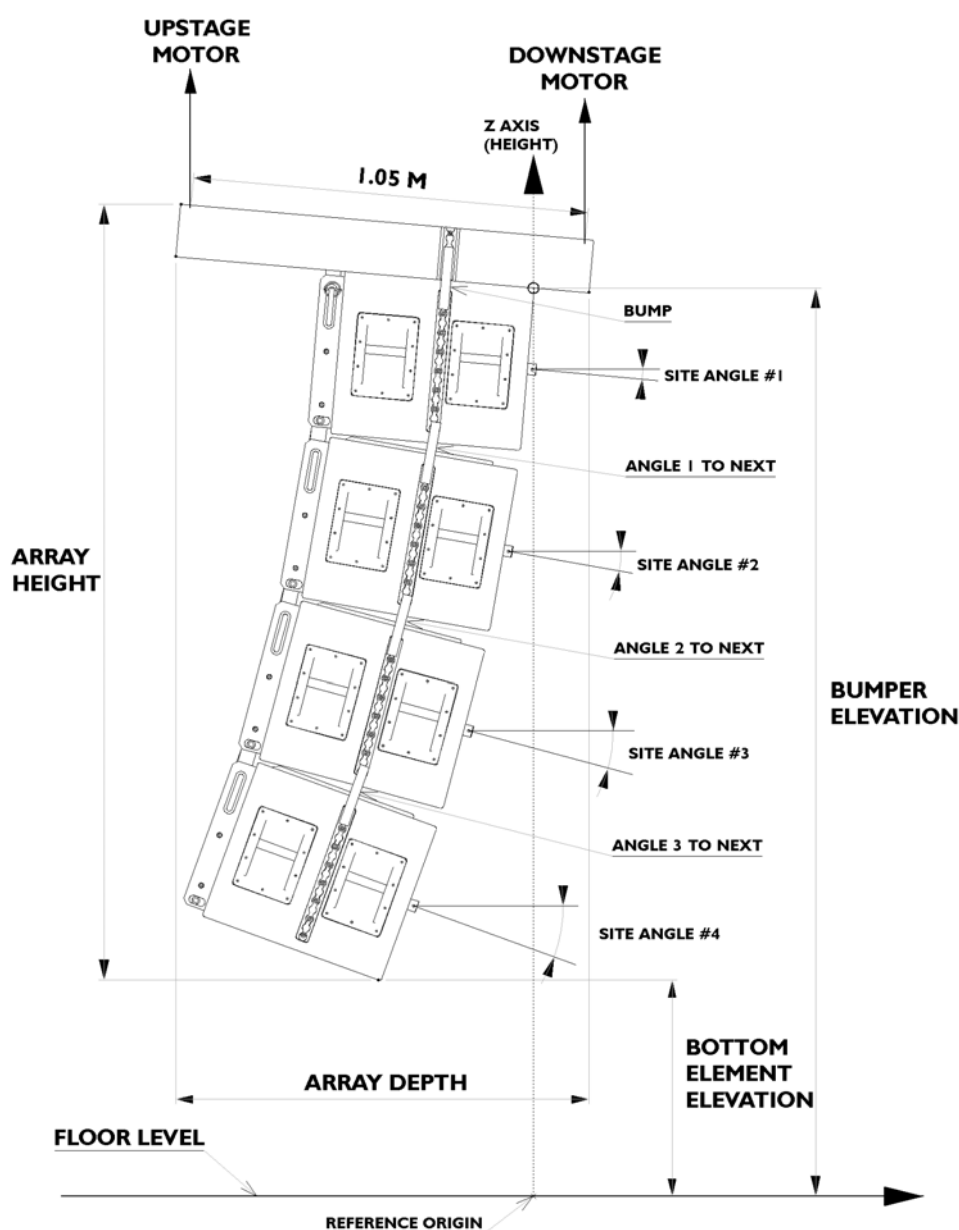 UPSTAGE
MOTOR
DOWNSTAGE
MOTOR
Z AXIS
(HEIGHT)
1.05 M
BUMP
SITE ANGLE #1
ANGLE 1 TO NEXT
ARRAY
HEIGHT
SITE ANGLE #2
ANGLE 2 TO NEXT
BUMPER
ELEVATION
SITE ANGLE #3
ANGLE 3 TO NEXT
SITE ANGLE #4
BOTTOM
ELEMENT
ELEVATION
ARRAY DEPTH
FLOOR LEVEL
REFERENCE ORIGIN